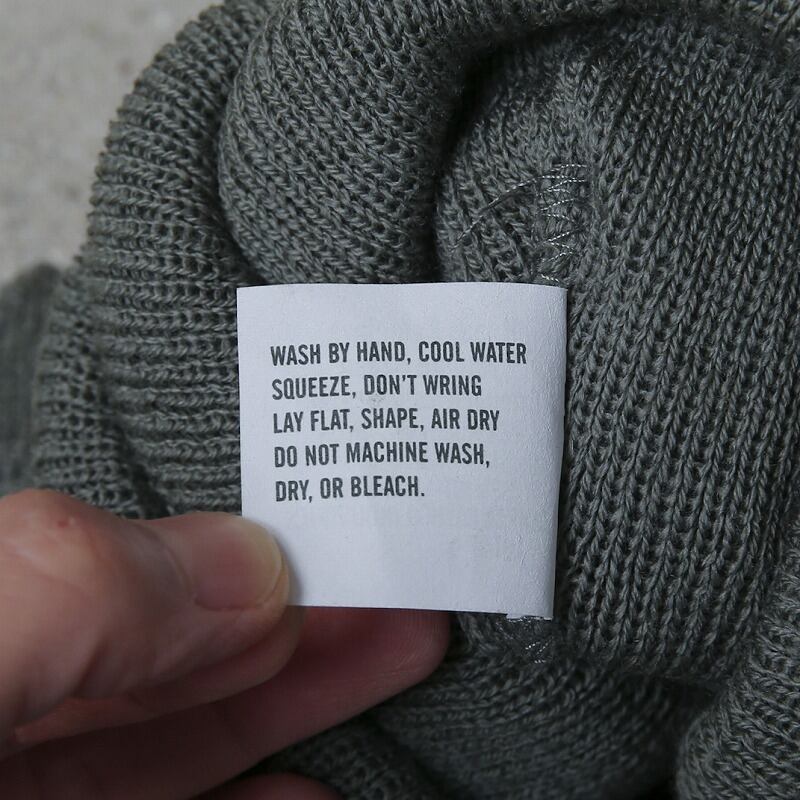 WASH BY HAND, COOL WATER
SQUEEZE, DON'T WRING
LAY FLAT, SHAPE, AIR DRY
DO NOT MACHINE WASH,
DRY, OR BLEACH.